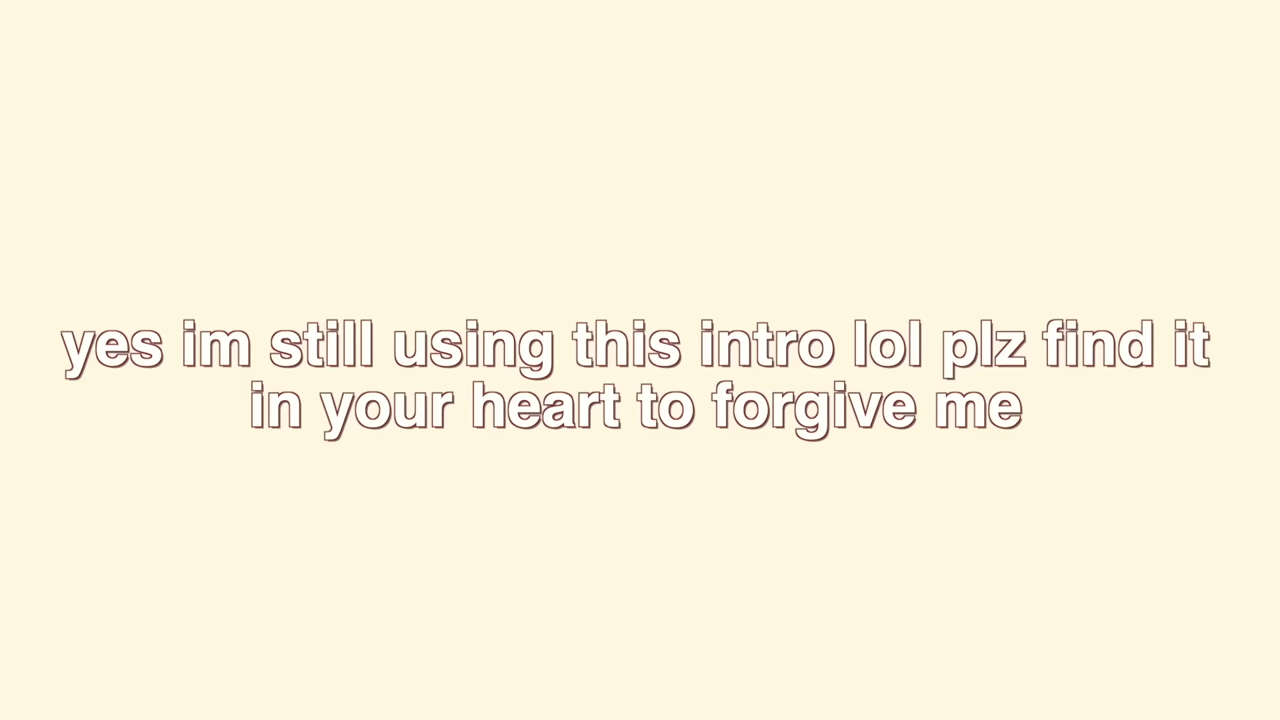 yes im still using this intro lol plz find it
in your heart to forgive me